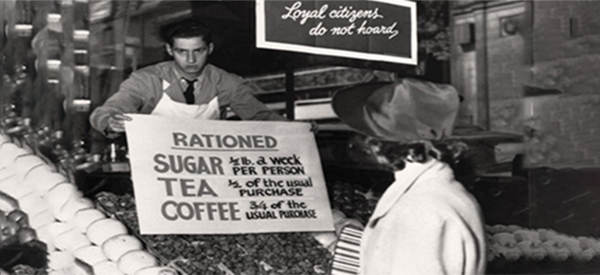 Loyal citizens
do not hoard
RATIONED
SUGAR ½ lb. a week
PER PERSON
TEA ½ of the usual
PURCHASE
COFFEE 3/4 of the
USUAL PURCHASE